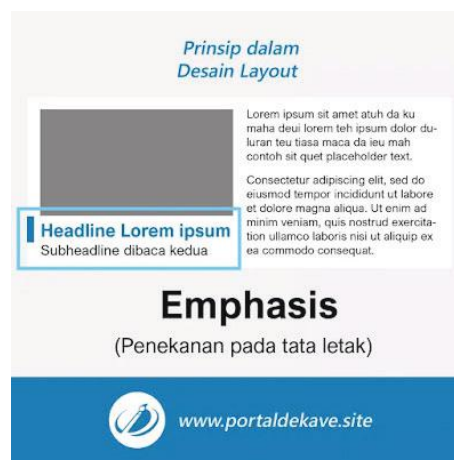 Prinsip dalam
Desain Layout
Headline Lorem ipsum
Subheadline dibaca kedua
Lorem ipsum sit amet atuh da ku
maha deui lorem teh ipsum dolor du-
luran teu tiasa maca da ieu mah
contoh sit quet placeholder text.
Consectetur adipiscing elit, sed do
eiusmod tempor incididunt ut labore
et dolore magna aliqua. Ut enim ad
minim veniam, quis nostrud exercita-
tion ullamco laboris nisi ut aliquip ex
ea commodo consequat.
Emphasis
(Penekanan pada tata letak)
www.portaldekave.site